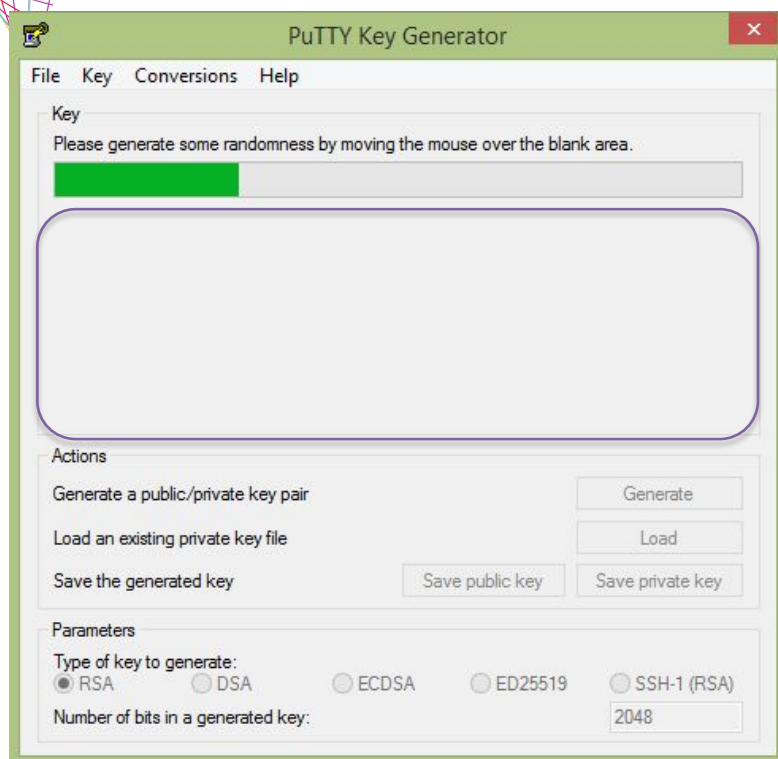 PuTTY Key Generator
File Key Conversions Help
Key
Please generate some randomness by moving the mouse over the blank area.
Actions
Generate a public/private key pair
Generate
Load an existing private key file
Load
Save the generated key
Save public key
Save private key
Parameters
Type of key to generate:
RSA DSA ECDSA ED25519 SSH-1 (RSA)
Number of bits in a generated key:
2048